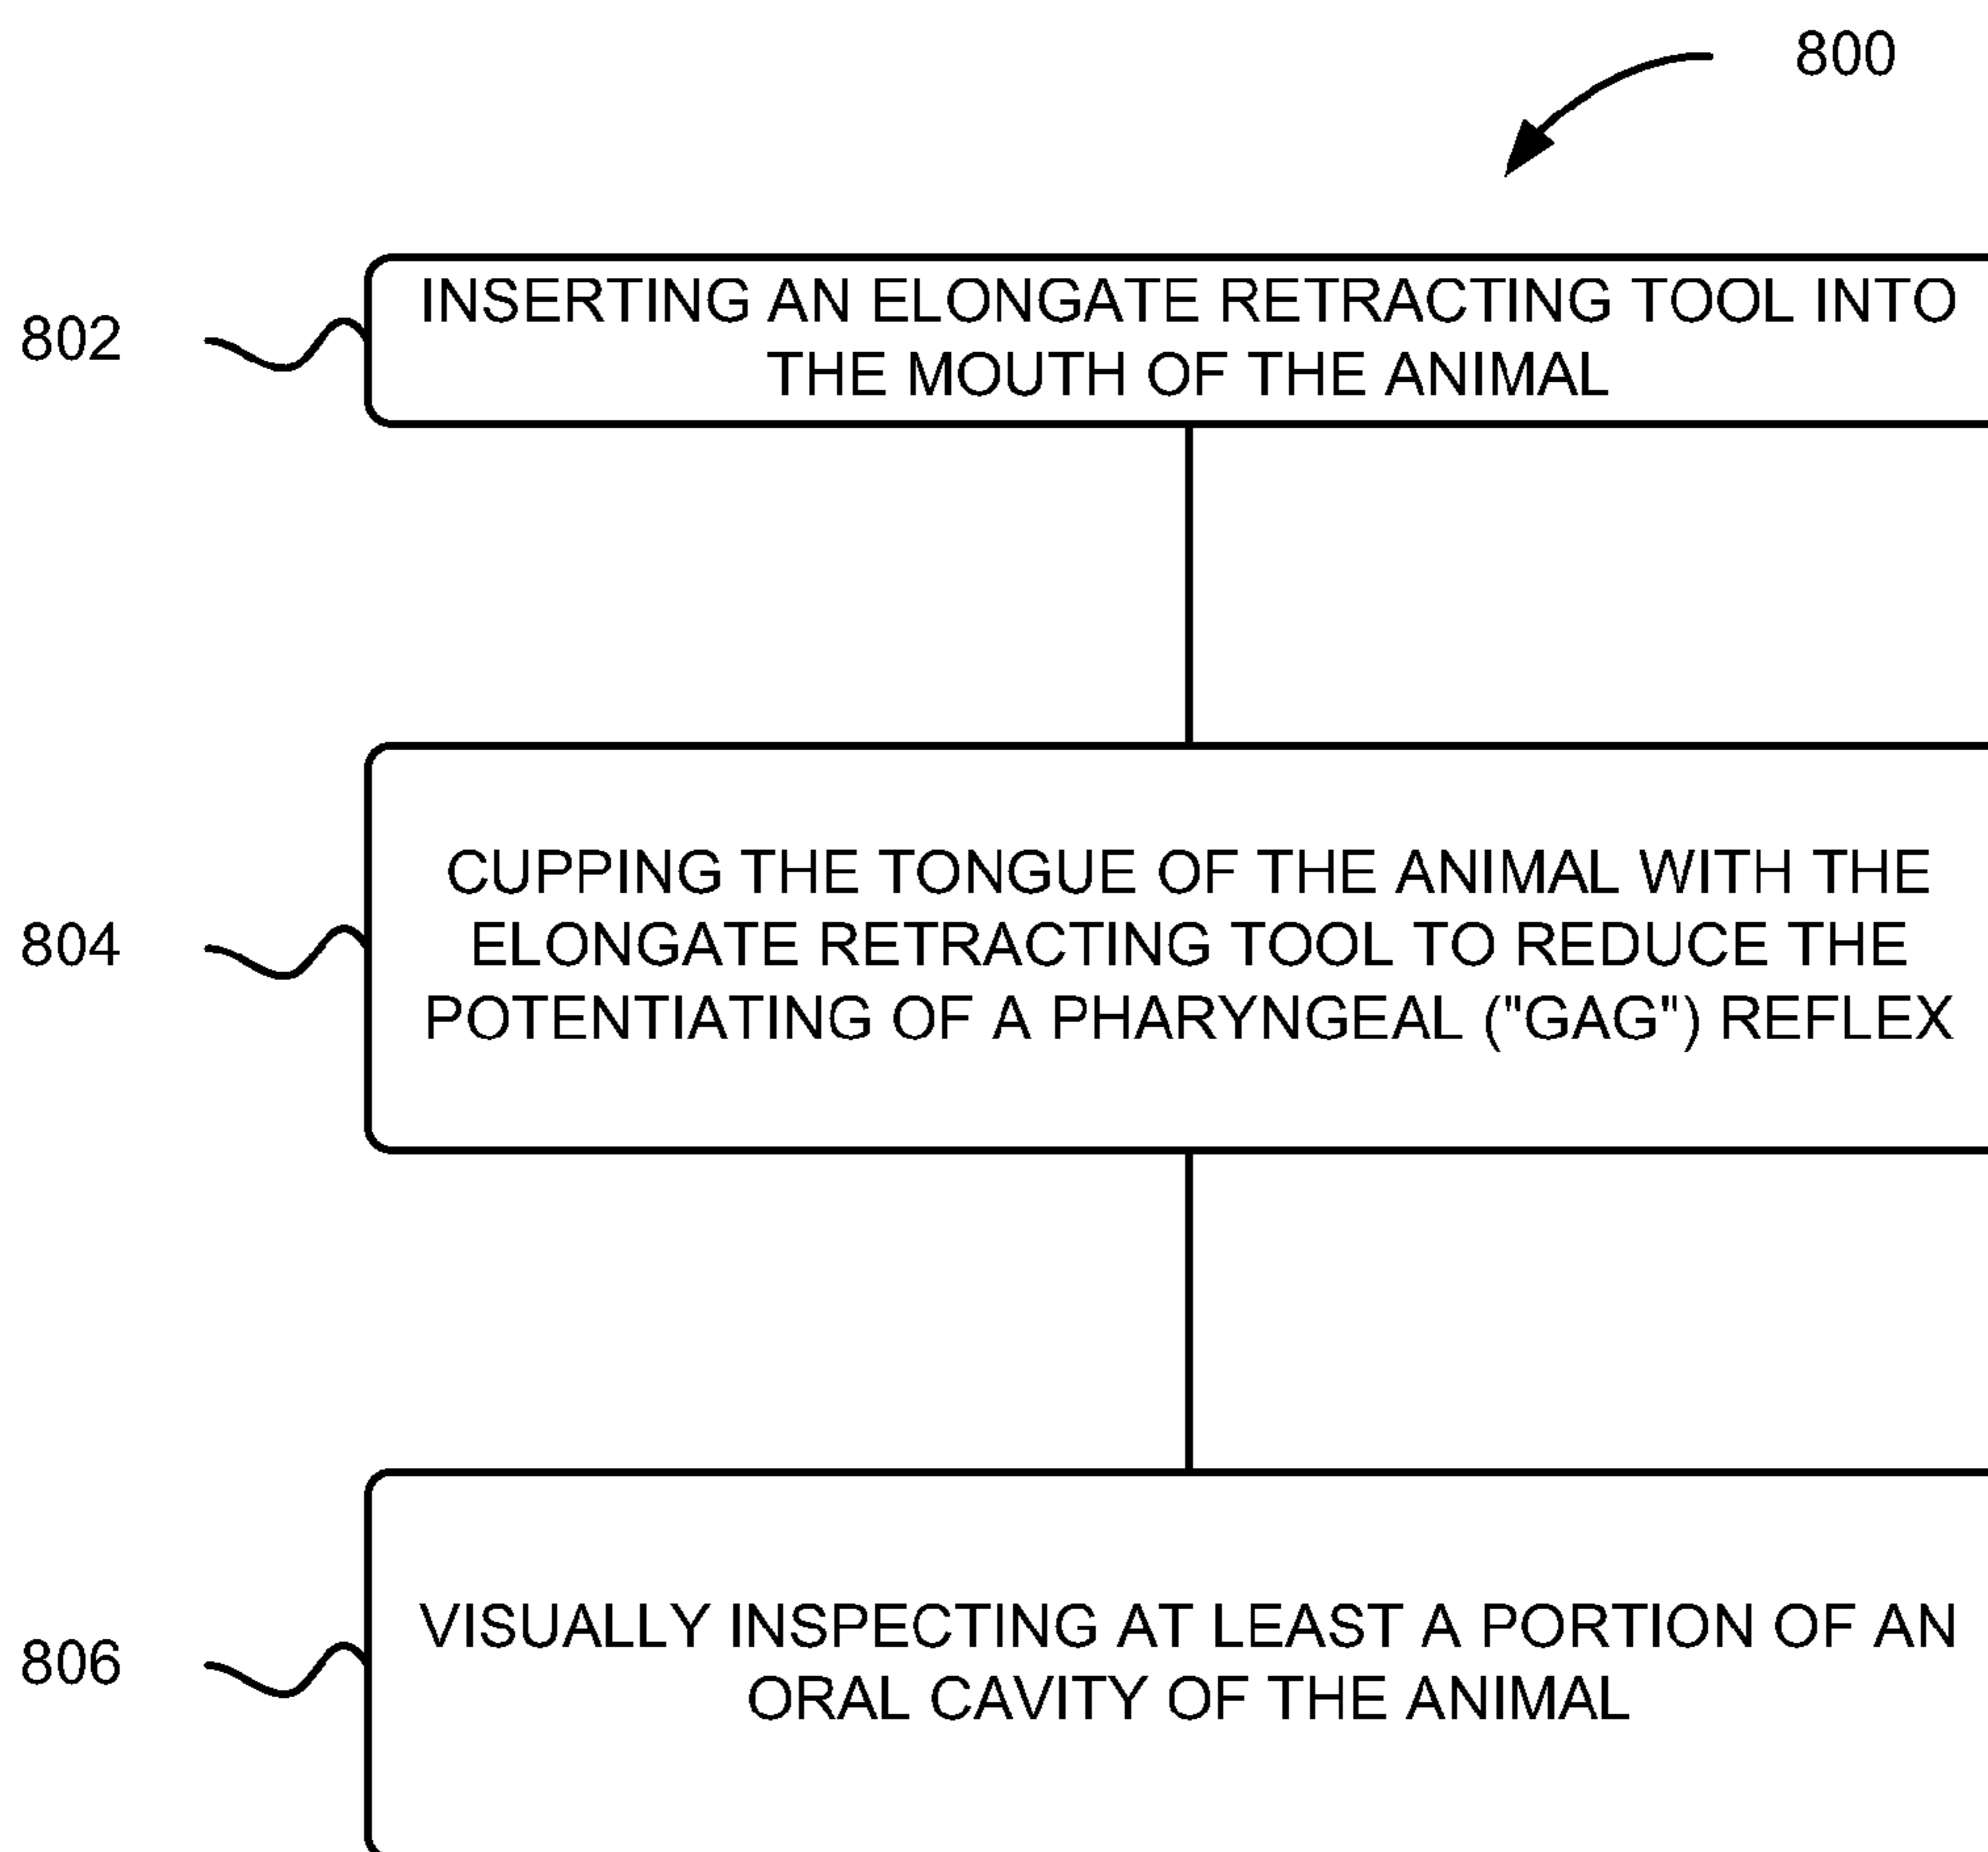 800
802
INSERTING AN ELONGATE RETRACTING TOOL INTO
THE MOUTH OF THE ANIMAL
804
CUPPING THE TONGUE OF THE ANIMAL WITH THE
ELONGATE RETRACTING TOOL TO REDUCE THE
POTENTIATING OF A PHARYNGEAL ("GAG") REFLEX
806
VISUALLY INSPECTING AT LEAST A PORTION OF AN
ORAL CAVITY OF THE ANIMAL